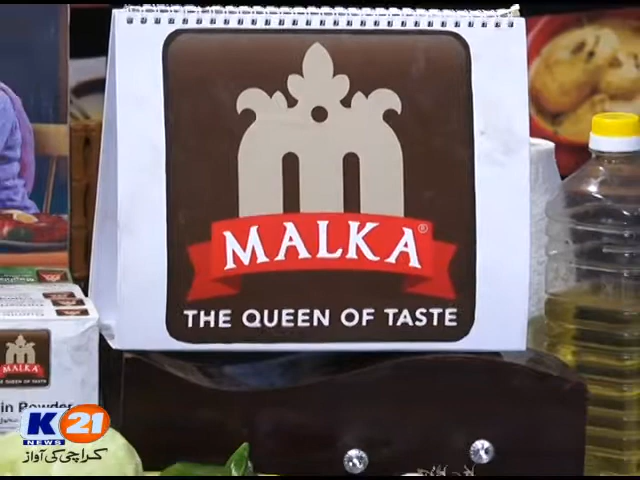 MALKA®
THE QUEEN OF TASTE
MALKA
THE QUEEN OF TASTE
in Powder
K21
NEWS
کراچی کی آواز